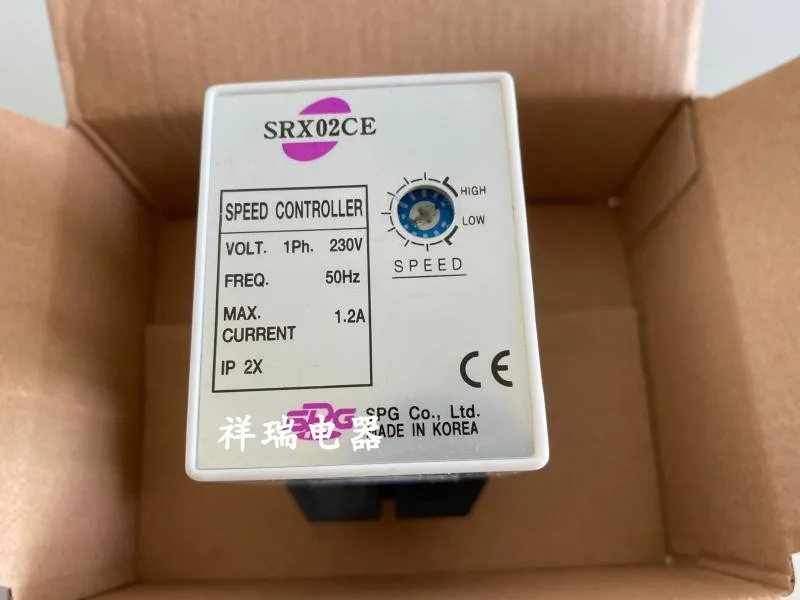 SRX02CE
HIGH
LOW
SPEED
SPEED CONTROLLER
VOLT. 1Ph. 230V
FREQ. 50Hz
MAX. CURRENT 1.2A
IP 2X
CE
SPG SPG Co., Ltd.
MADE IN KOREA
祥瑞电器